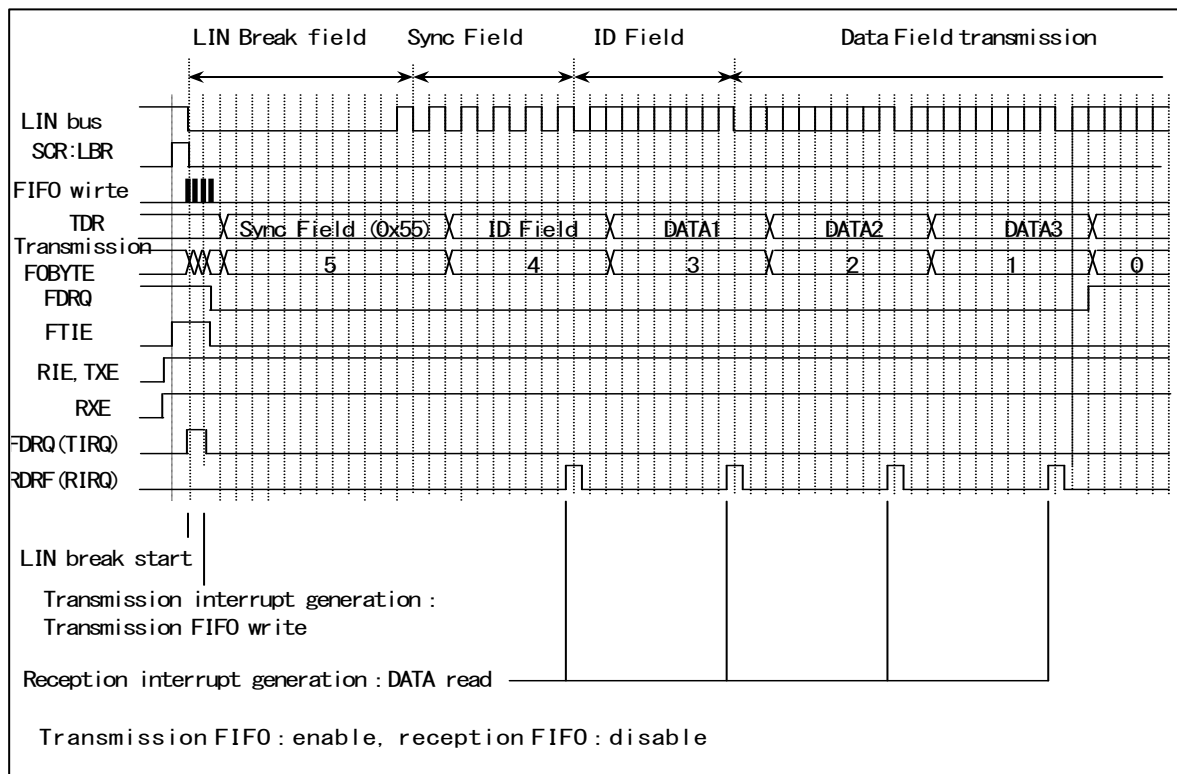 LIN Break field Sync Field ID Field Data Field transmission
LIN bus
SCR:LBR
FIFO wirte
TDR Sync Field (0x55) ID Field DATA1 DATA2 DATA3
Transmission
FOBYTE 5 4 3 2 1 0
FDRQ
FTIE
RIE, TXE
RXE
FDRQ(TIRQ)
RDRF(RIRQ)
LIN break start
Transmission interrupt generation :
Transmission FIFO write
Reception interrupt generation : DATA read
Transmission FIFO : enable, reception FIFO : disable